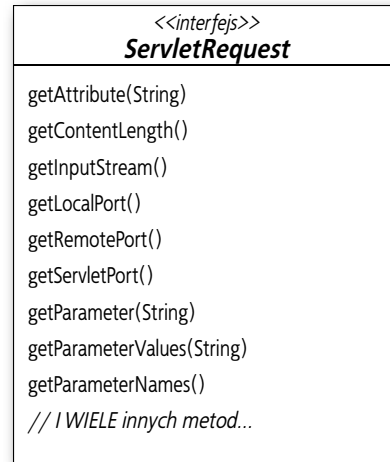 <<interfejs>>
ServletRequest
getAttribute(String)
getContentLength()
getInputStream()
getLocalPort()
getRemotePort()
getServletPort()
getParameter(String)
getParameterValues(String)
getParameterNames()
// I WIELE innych metod...